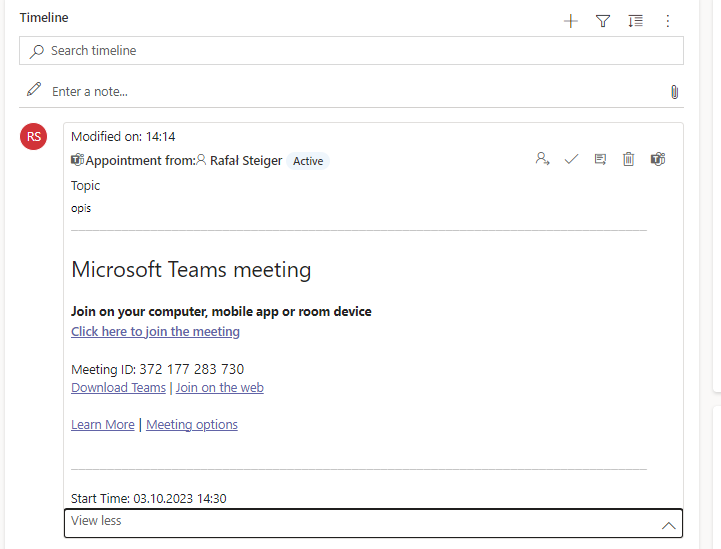 Timeline
Search timeline
Enter a note...
RS
Modified on: 14:14
Appointment from: Rafał Steiger Active
Topic
opis
Microsoft Teams meeting
Join on your computer, mobile app or room device
Click here to join the meeting
Meeting ID: 372 177 283 730
Download Teams | Join on the web
Learn More | Meeting options
Start Time: 03.10.2023 14:30
View less